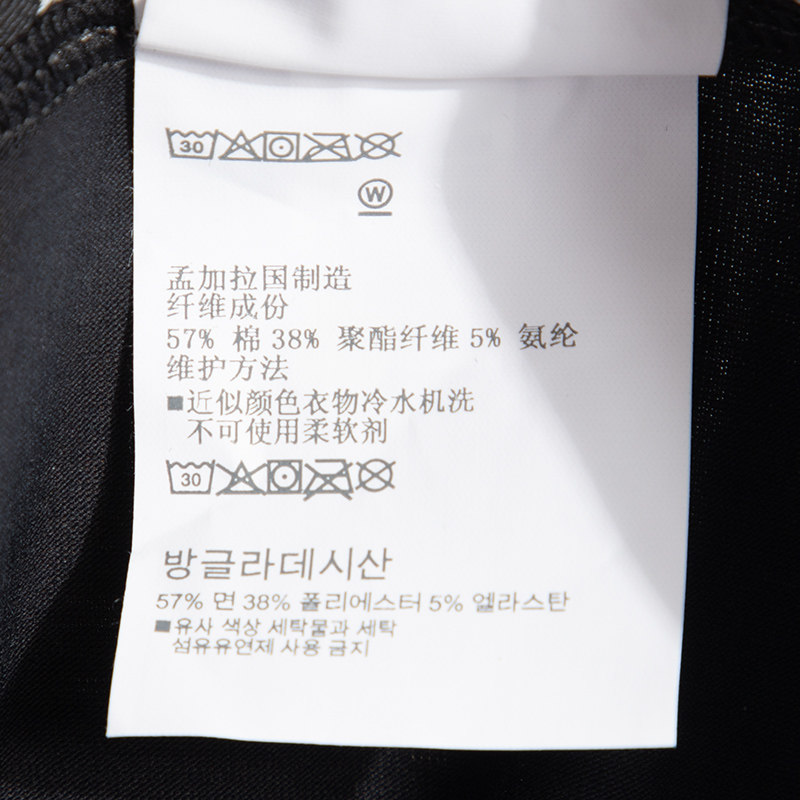 30
W
孟加拉国制造
纤维成份
57% 棉 38% 聚酯纤维 5% 氨纶
维护方法
■近似颜色衣物冷水机洗
不可使用柔软剂
30
방글라데시산
57% 면 38% 폴리에스터 5% 엘라스탄
■유사 색상 세탁물과 세탁
섬유유연제 사용 금지